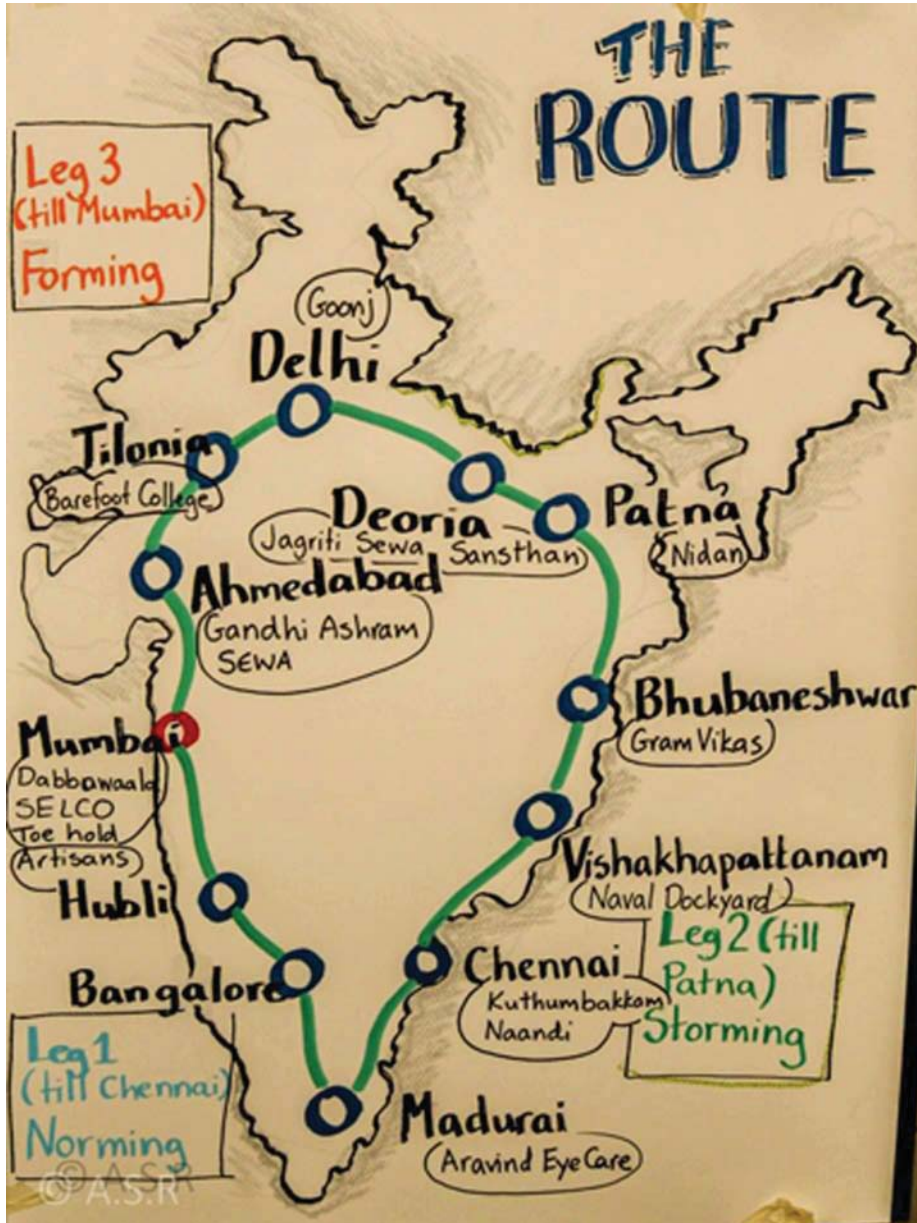 THE
ROUTE
Leg 3
(till Mumbai)
Forming
Goonj
Delhi
Tilonia
Barefoot College
Deoria
Jagriti Sewa Sansthan
Patna
Nidan
Ahmedabad
Gandhi Ashram
SEWA
Bhubaneshwar
Gram Vikas
Mumbai
Dabbawaala
SELCO
Toe hold
Artisans
Hubli
Vishakhapattanam
Naval Dockyard
Leg 2 (till
Patna)
Storming
Chennai
Kuthumbakkam
Naandi
Bangalore
Leg 1
(till Chennai)
Norming
Madurai
Aravind Eye Care
© A.S.R